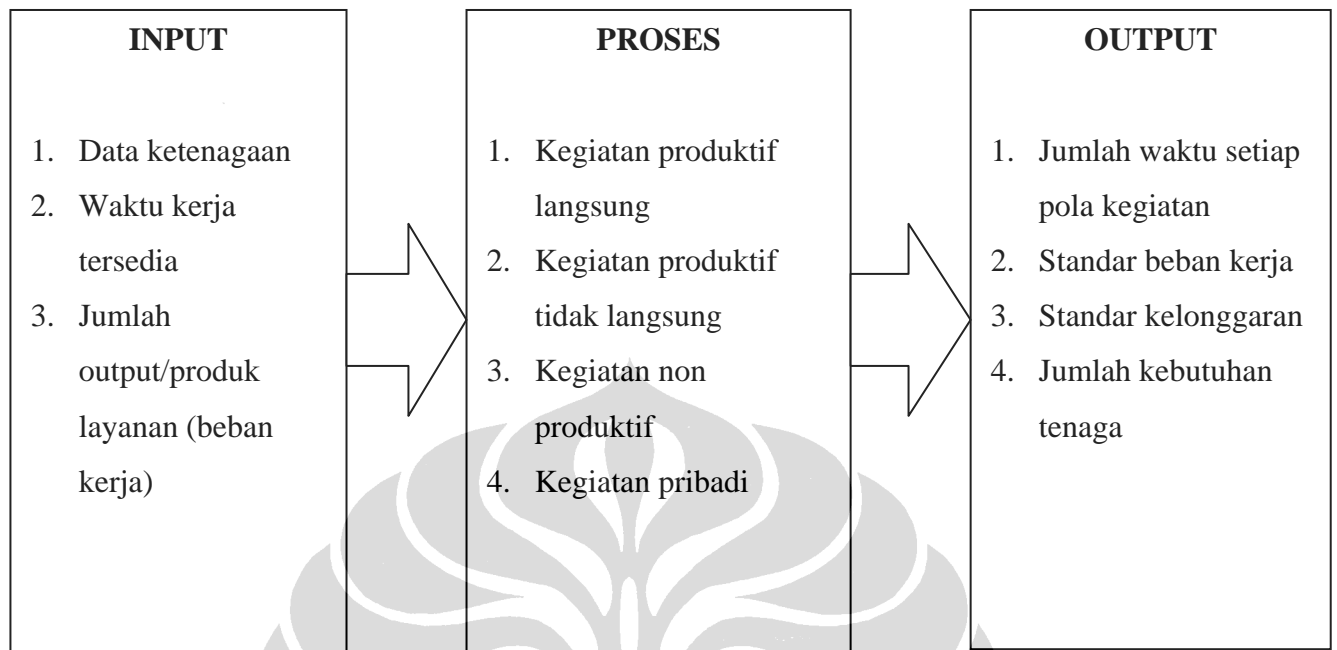 INPUT
1. Data ketenagaan
2. Waktu kerja
tersedia
3. Jumlah
output/produk
layanan (beban
kerja)
PROSES
1. Kegiatan produktif
langsung
2. Kegiatan produktif
tidak langsung
3. Kegiatan non
produktif
4. Kegiatan pribadi
OUTPUT
1. Jumlah waktu setiap
pola kegiatan
2. Standar beban kerja
3. Standar kelonggaran
4. Jumlah kebutuhan
tenaga